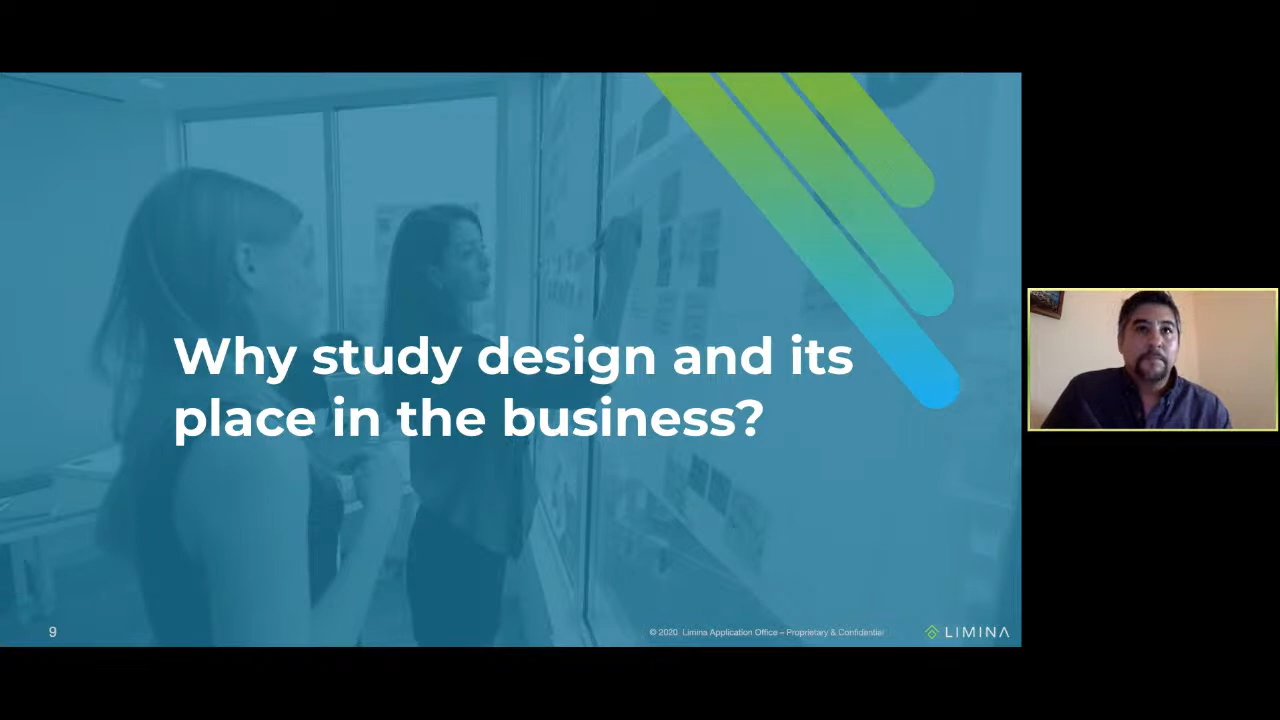 Why study design and its
place in the business?
9
© 2020 Limina Application Office – Proprietary & Confidential
LIMINA